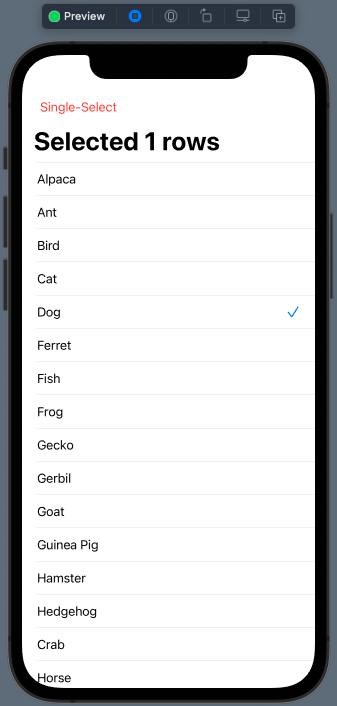 Preview
Single-Select
Selected 1 rows
Alpaca
Ant
Bird
Cat
Dog
Ferret
Fish
Frog
Gecko
Gerbil
Goat
Guinea Pig
Hamster
Hedgehog
Crab
Horse